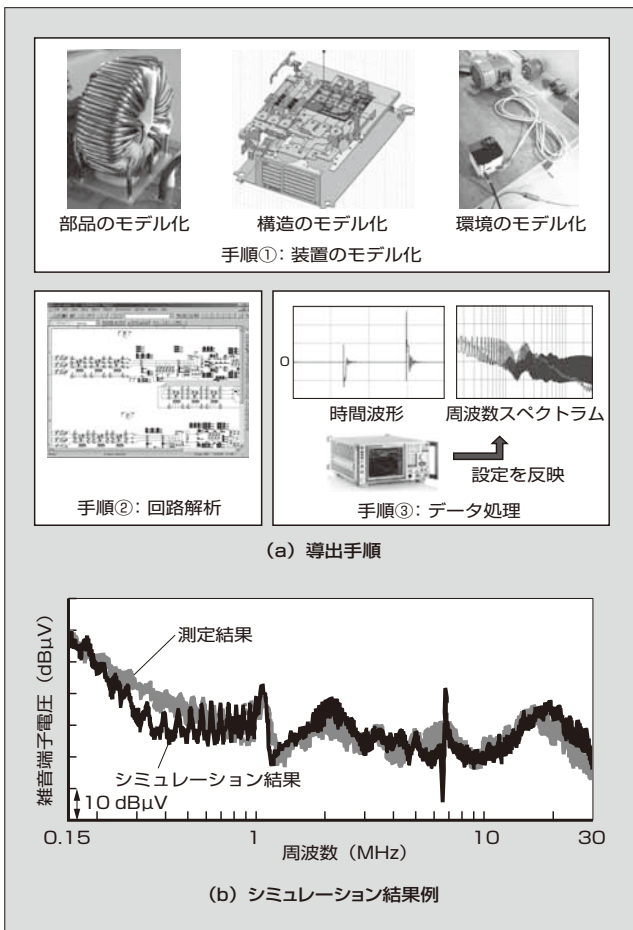 部品のモデル化
構造のモデル化
環境のモデル化
手順①：装置のモデル化
0
時間波形
周波数スペクトラム
設定を反映
手順②：回路解析
手順③：データ処理
(a) 導出手順
雑音端子電圧（dBµV）
測定結果
シミュレーション結果
10 dBµV
0.15
1
10
30
周波数（MHz）
(b) シミュレーション結果例